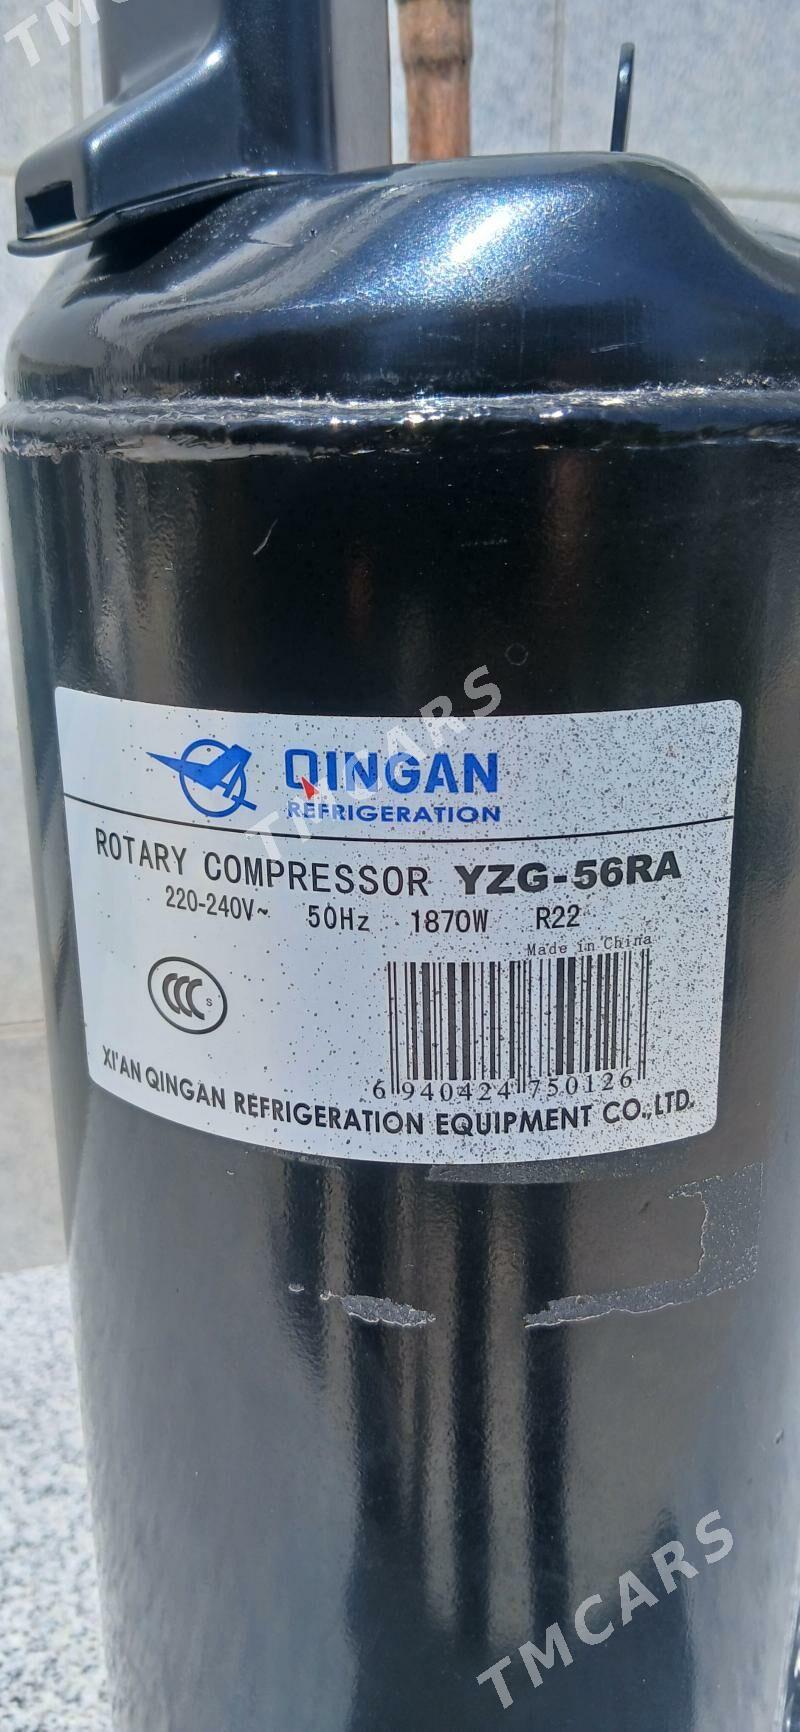 TMCARS
QINGAN
REFRIGERATION
TMCARS
ROTARY COMPRESSOR YZG-56RA
220-240V~ 50Hz 1870W R22
Made in China
CCC S
6 940424 750126
XI'AN QINGAN REFRIGERATION EQUIPMENT CO.,LTD.
TMCARS